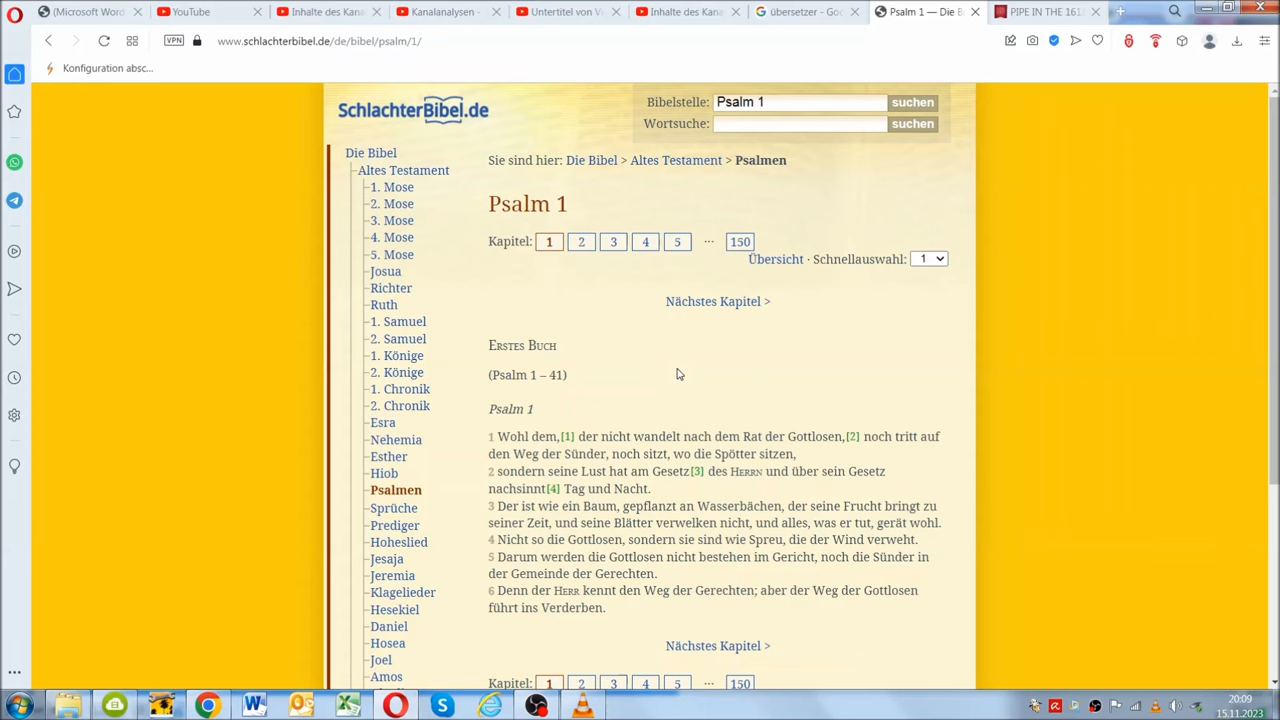 (Microsoft Word
YouTube
Inhalte des Kana
Kanalanalysen -
Untertitel von V
Inhalte des Kana
übersetzer - Goo
Psalm 1 — Die B
PIPE IN THE 161
VPN
www.schlachterbibel.de/de/bibel/psalm/1/
Konfiguration absc...
SchlachterBibel.de
Bibelstelle: Psalm 1 suchen
Wortsuche: suchen
Die Bibel
Altes Testament
1. Mose
2. Mose
3. Mose
4. Mose
5. Mose
Josua
Richter
Ruth
1. Samuel
2. Samuel
1. Könige
2. Könige
1. Chronik
2. Chronik
Esra
Nehemia
Esther
Hiob
Psalmen
Sprüche
Prediger
Hoheslied
Jesaja
Jeremia
Klagelieder
Hesekiel
Daniel
Hosea
Joel
Amos
Sie sind hier: Die Bibel > Altes Testament > Psalmen
Psalm 1
Kapitel: 1 2 3 4 5 ... 150
Übersicht · Schnellauswahl: 1
Nächstes Kapitel >
Erstes Buch
(Psalm 1 – 41)
Psalm 1
1 Wohl dem,[1] der nicht wandelt nach dem Rat der Gottlosen,[2] noch tritt auf
den Weg der Sünder, noch sitzt, wo die Spötter sitzen,
2 sondern seine Lust hat am Gesetz[3] des Herrn und über sein Gesetz
nachsinnt[4] Tag und Nacht.
3 Der ist wie ein Baum, gepflanzt an Wasserbächen, der seine Frucht bringt zu
seiner Zeit, und seine Blätter verwelken nicht, und alles, was er tut, gerät wohl.
4 Nicht so die Gottlosen, sondern sie sind wie Spreu, die der Wind verweht.
5 Darum werden die Gottlosen nicht bestehen im Gericht, noch die Sünder in
der Gemeinde der Gerechten.
6 Denn der Herr kennt den Weg der Gerechten; aber der Weg der Gottlosen
führt ins Verderben.
Nächstes Kapitel >
Kapitel: 1 2 3 4 5 ... 150
20:09
15.11.2023